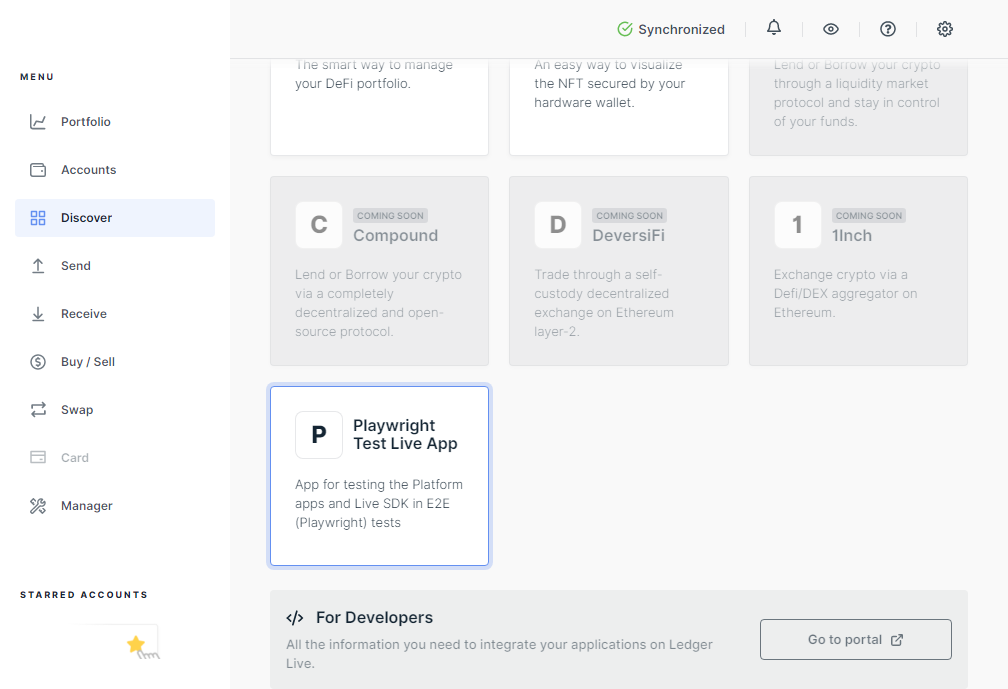 Synchronized
MENU
Portfolio
Accounts
Discover
Send
Receive
Buy / Sell
Swap
Card
Manager
STARRED ACCOUNTS
The smart way to manage
your DeFi portfolio.
An easy way to visualize
the NFT secured by your
hardware wallet.
Lend or Borrow your crypto
through a liquidity market
protocol and stay in control
of your funds.
C
COMING SOON
Compound
Lend or Borrow your crypto
via a completely
decentralized and open-
source protocol.
D
COMING SOON
DeversiFi
Trade through a self-
custody decentralized
exchange on Ethereum
layer-2.
1
COMING SOON
1Inch
Exchange crypto via a
Defi/DEX aggregator on
Ethereum.
P
Playwright
Test Live App
App for testing the Platform
apps and Live SDK in E2E
(Playwright) tests
</> For Developers
All the information you need to integrate your applications on Ledger
Live.
Go to portal